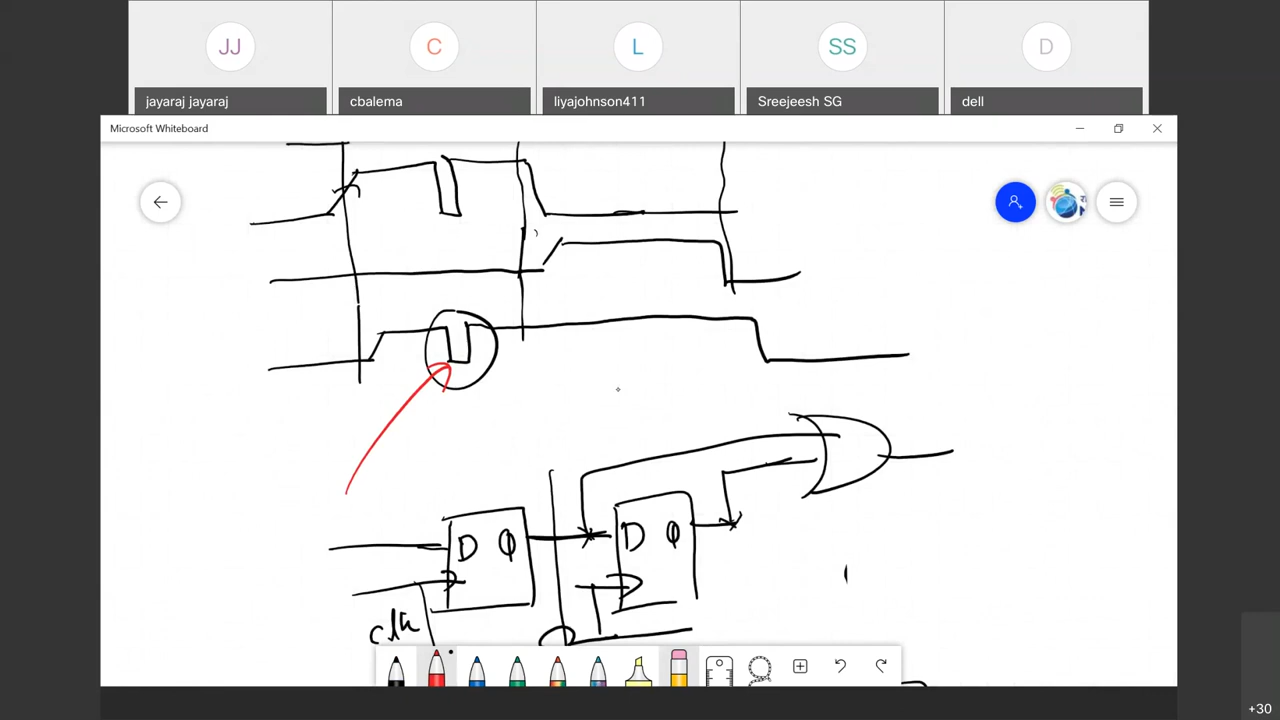 JJ
C
L
SS
D
jayaraj jayaraj
cbalema
liyajohnson411
Sreejeesh SG
dell
Microsoft Whiteboard
D Q
D Q
clk
+30